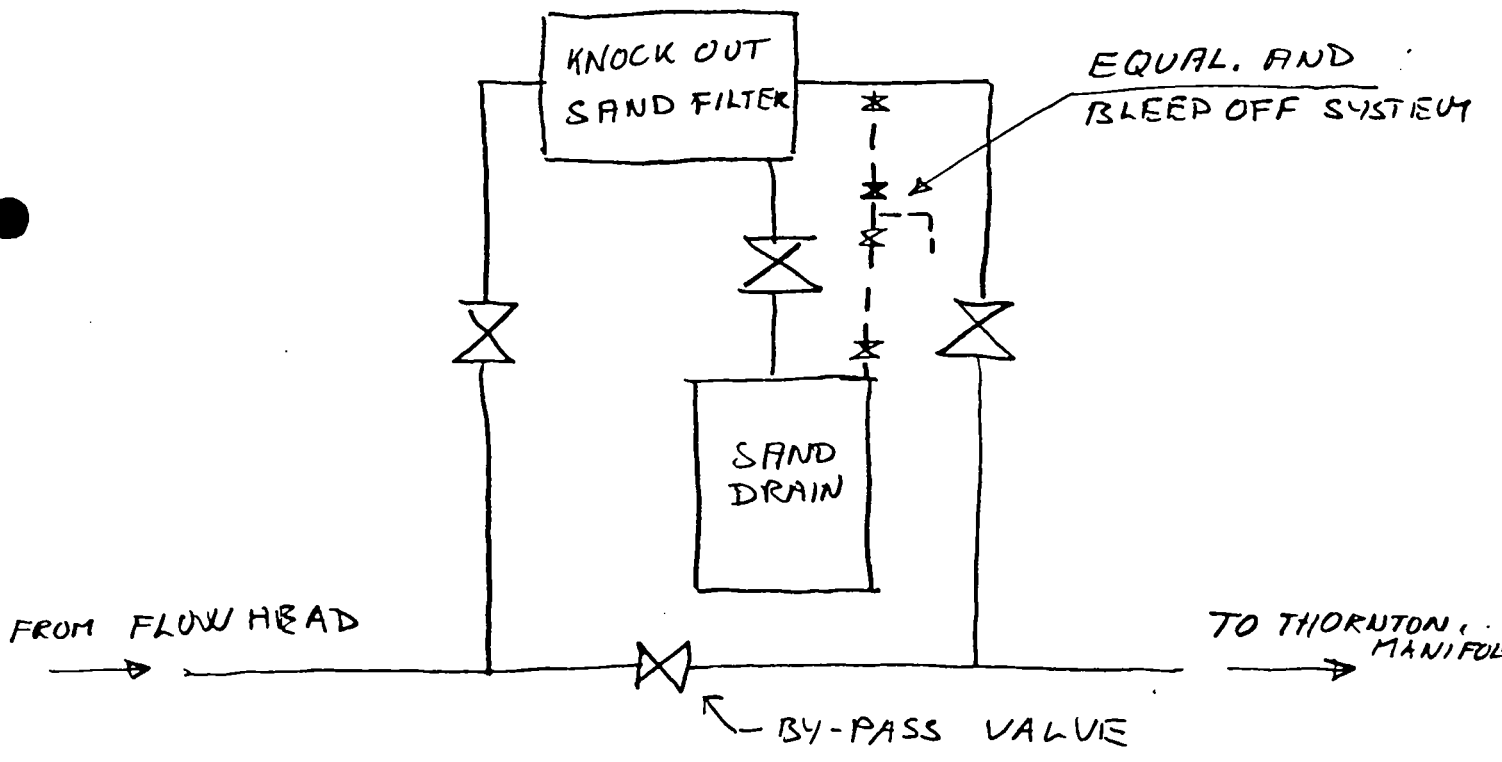 KNOCK OUT
SAND FILTER
EQUAL. AND
BLEEP OFF SYSTEM
SAND
DRAIN
FROM FLOW HEAD
TO THORNTON.
MANIFOL
BY-PASS VALVE